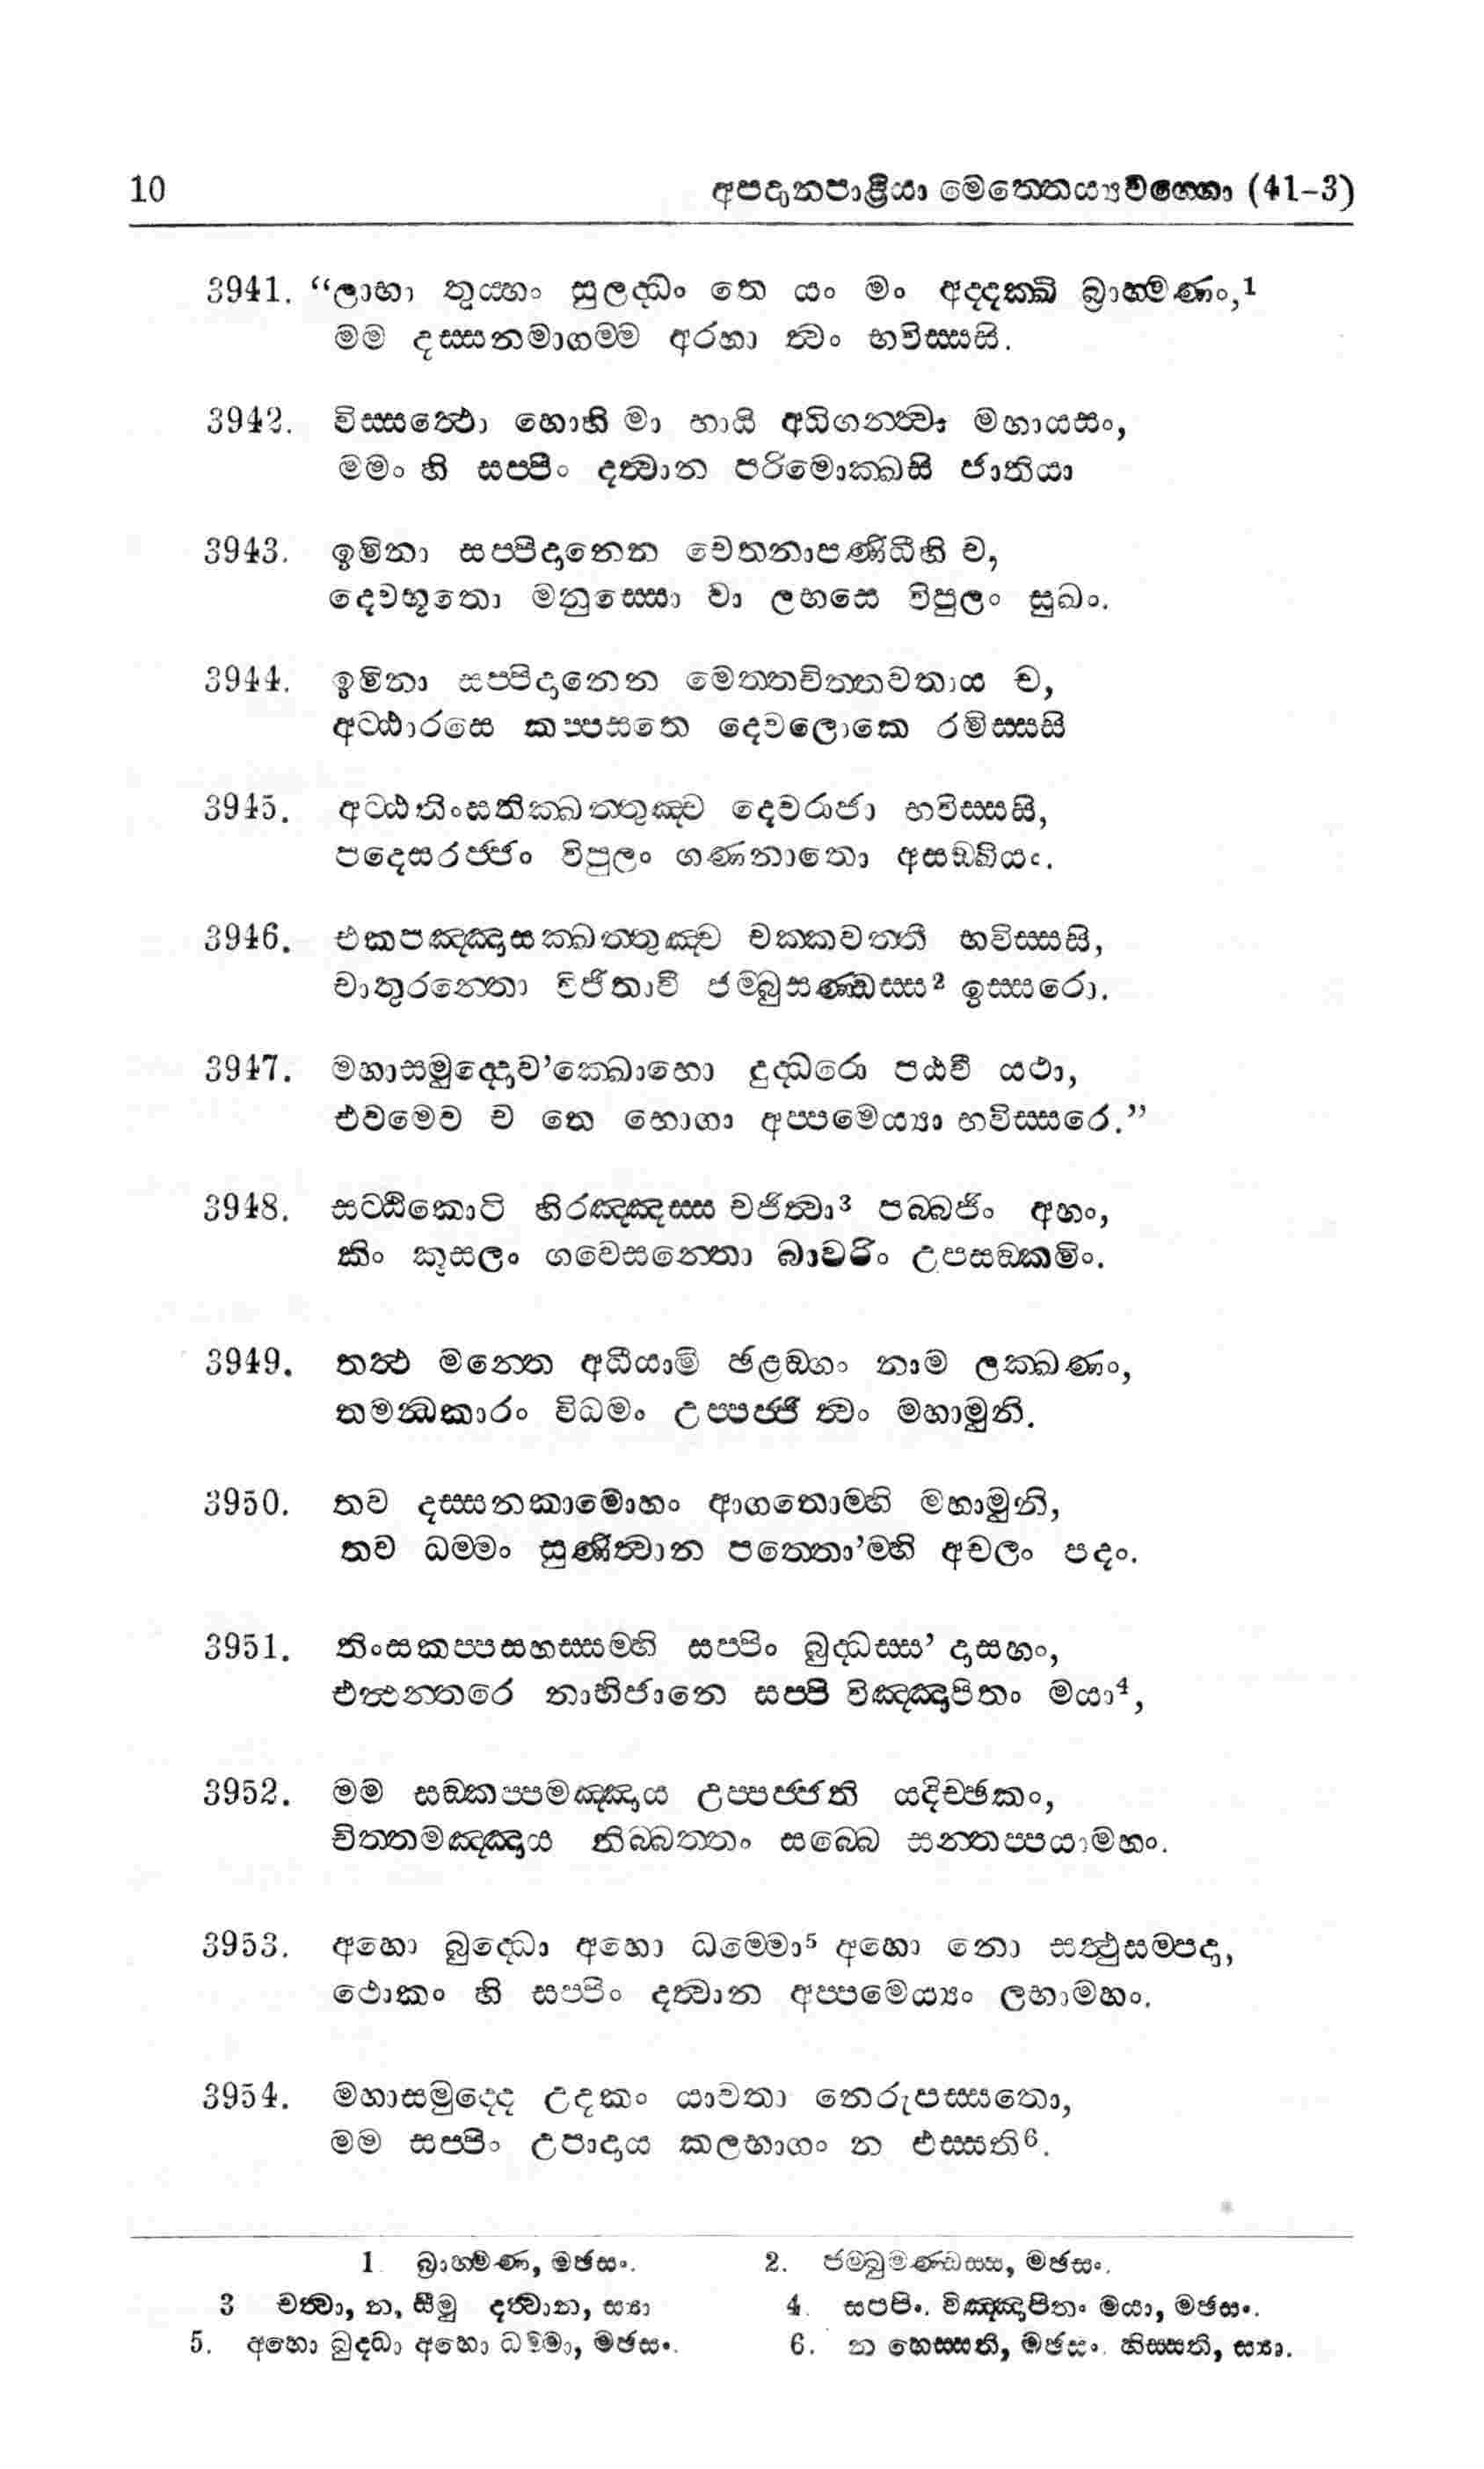 10 අපදානපාළියා මෙත්තෙය්‍යවග්ගො (41-3)
3941. “ලාභා තුය්හං සුලද්ධං තෙ යං මං අද්දක්ඛි බ්‍රාහ්මණං,1
මම දස්සනමාගම්ම අරහා ත්වං භවිස්සසි.
3942. විස්සත්ථො හොහි මා භායි අධිගන්ත්වා මහායසං,
මමං හි සප්පිං දත්වාන පරිමොක්ඛසි ජාතියා
3943. ඉමිනා සප්පිදානෙන චෙතනාපණිධීහි ච,
දෙවභූතො මනුස්සො වා ලභසෙ විපුලං සුඛං.
3944. ඉමිනා සප්පිදානෙන මෙත්තචිත්තවතාය ච,
අට්ඨාරසෙ කප්පසතෙ දෙවලොකෙ රමිස්සසි
3945. අට්ඨතිංසතික්ඛත්තුඤ්ච දෙවරාජා භවිස්සසි,
පදෙසරජ්ජං විපුලං ගණනාතො අසඞ්ඛියං.
3946. එකපඤ්ඤාසක්ඛත්තුඤ්ච චක්කවත්තී භවිස්සසි,
චාතුරන්තො විජිතාවී ජම්බුසණ්ඩස්ස2 ඉස්සරො.
3947. මහාසමුද්දොව’ක්ඛොභො දුද්ධරො පඨවී යථා,
එවමෙව ච තෙ භොගා අප්පමෙය්‍යා භවිස්සරෙ.”
3948. සට්ඨිකොටි හිරඤ්ඤස්ස චජිත්වා3 පබ්බජිං අහං,
කිං කුසලං ගවෙසන්තො බාවරිං උපසඞ්කමිං.
3949. තත්ථ මන්තෙ අධීයාමි ඡළඞ්ගං නාම ලක්ඛණං,
තමන්ධකාරං විධමං උප්පජ්ජි ත්වං මහාමුනි.
3950. තව දස්සනකාමොහං ආගතොම්හි මහාමුනි,
තව ධම්මං සුණිත්වාන පත්තො’ම්හි අචලං පදං.
3951. තිංසකප්පසහස්සම්හි සප්පිං බුද්ධස්ස’ දාසහං,
එත්ථන්තරෙ නාභිජානෙ සප්පි විඤ්ඤාපිතං මයා4,
3952. මම සඞ්කප්පමඤ්ඤාය උප්පජ්ජති යදිච්ඡකං,
චිත්තමඤ්ඤාය නිබ්බත්තං සබ්බෙ සන්තප්පයාමහං.
3953. අහො බුද්ධො අහො ධම්මො5 අහො නො සත්ථුසම්පදා,
ථොකං හි සප්පිං දත්වාන අප්පමෙය්‍යං ලභාමහං.
3954. මහාසමුද්දෙ උදකං යාවතා නෙරුපස්සතො,
මම සප්පිං උපාදාය කලභාගං න එස්සති6.
1. බ්‍රාහ්මණ, මඡසං. 2. ජම්බුමණ්ඩස්ස, මඡසං.
3 චත්වා, න, සීමු දත්වාන, ස්‍යා 4. සප්පිං. විඤ්ඤාපිතං මයා, මඡසං.
5. අහො බුද්ධා අහො ධම්මා, මඡසං. 6. න හෙස්සති, මඡසං. හිස්සති, ස්‍යා.